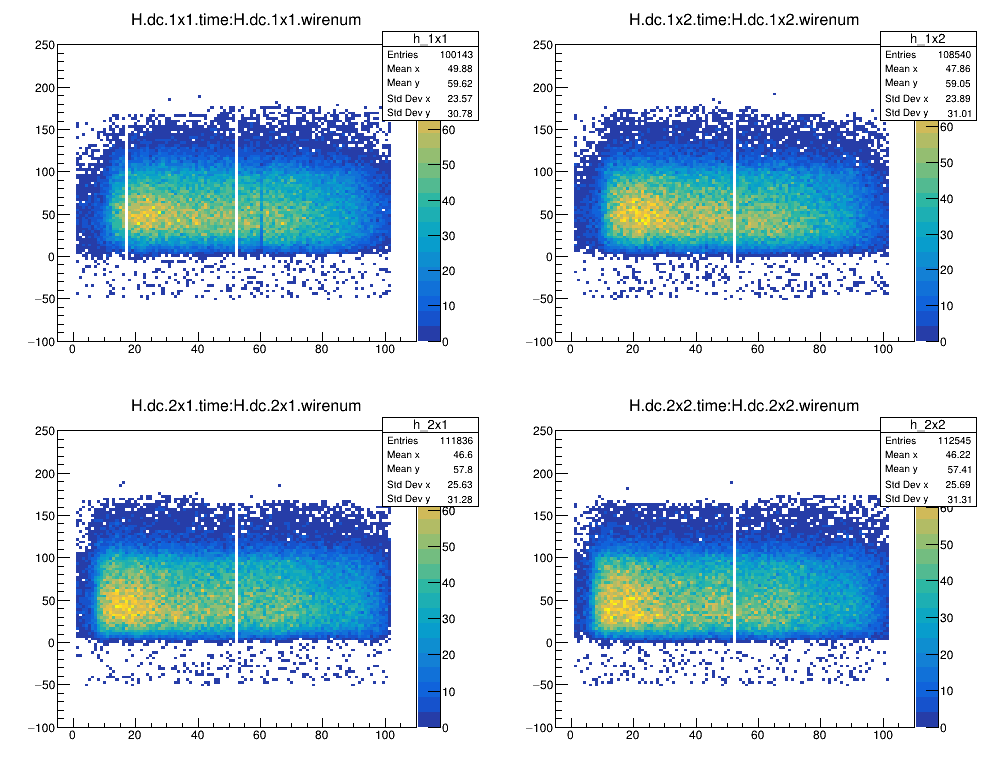 H.dc.1x1.time:H.dc.1x1.wirenum
h_1x1
Entries 100143
Mean x 49.88
Mean y 59.62
Std Dev x 23.57
Std Dev y 30.78
250
200
150
100
50
0
−50
−100
0 20 40 60 80 100
60
50
40
30
20
10
0
H.dc.1x2.time:H.dc.1x2.wirenum
h_1x2
Entries 108540
Mean x 47.86
Mean y 59.05
Std Dev x 23.89
Std Dev y 31.01
250
200
150
100
50
0
−50
−100
0 20 40 60 80 100
60
50
40
30
20
10
0
H.dc.2x1.time:H.dc.2x1.wirenum
h_2x1
Entries 111836
Mean x 46.6
Mean y 57.8
Std Dev x 25.63
Std Dev y 31.28
250
200
150
100
50
0
−50
−100
0 20 40 60 80 100
60
50
40
30
20
10
0
H.dc.2x2.time:H.dc.2x2.wirenum
h_2x2
Entries 112545
Mean x 46.22
Mean y 57.41
Std Dev x 25.69
Std Dev y 31.31
250
200
150
100
50
0
−50
−100
0 20 40 60 80 100
60
50
40
30
20
10
0